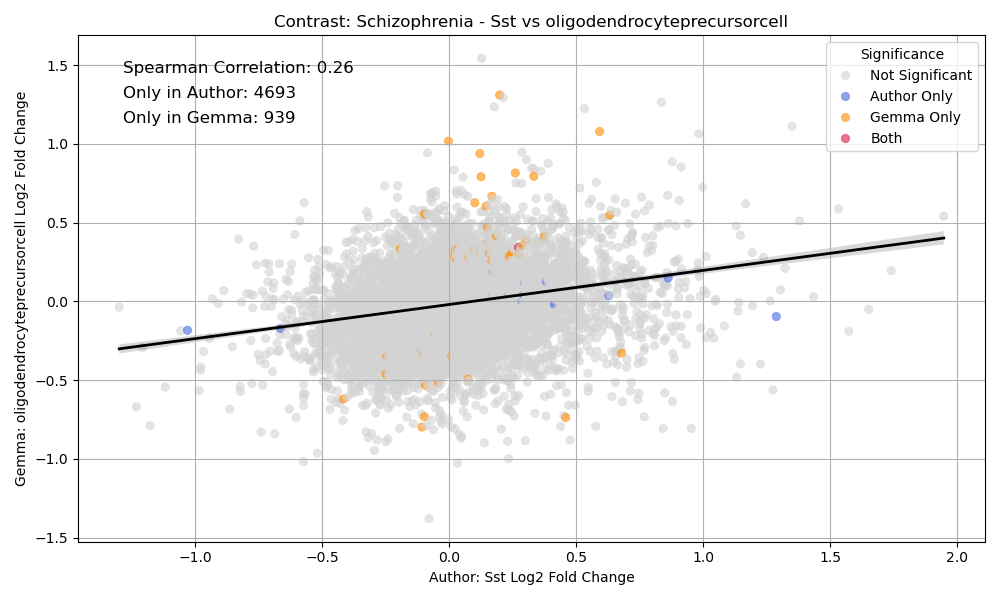 Contrast: Schizophrenia - Sst vs oligodendrocyteprecursorcell
Spearman Correlation: 0.26
Only in Author: 4693
Only in Gemma: 939
Significance
Not Significant
Author Only
Gemma Only
Both
Gemma: oligodendrocyteprecursorcell Log2 Fold Change
1.5
1.0
0.5
0.0
−0.5
−1.0
−1.5
−1.0
−0.5
0.0
0.5
1.0
1.5
2.0
Author: Sst Log2 Fold Change